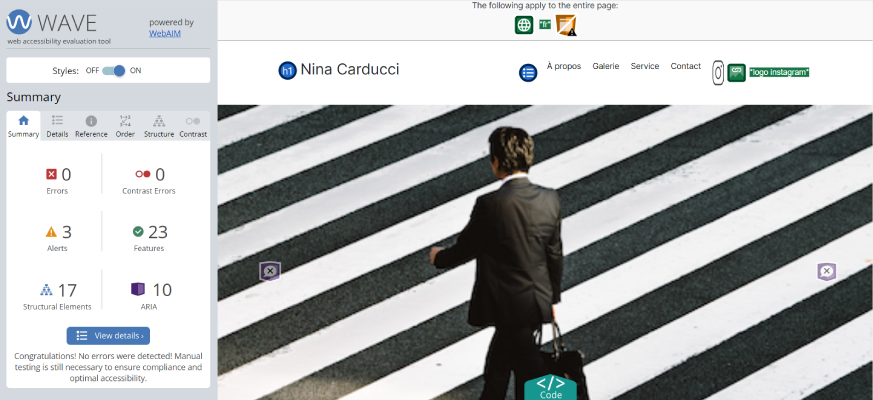 WAVE
web accessibility evaluation tool
powered by
WebAIM
Styles: OFF ON
Summary
Summary Details Reference Order Structure Contrast
0
Errors
0
Contrast Errors
3
Alerts
23
Features
17
Structural Elements
10
ARIA
View details ›
Congratulations! No errors were detected! Manual
testing is still necessary to ensure compliance and
optimal accessibility.
The following apply to the entire page:
"fr"
h1 Nina Carducci
À propos Galerie Service Contact
"logo instagram"
</> Code